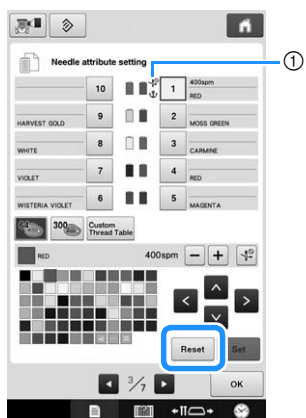 Needle attribute setting
①
10
1
400spm
RED
9
HARVEST GOLD
2
MOSS GREEN
8
WHITE
3
CARMINE
7
VIOLET
4
RED
6
WISTERIA VIOLET
5
MAGENTA
64
300
Custom
Thread Table
RED
400spm
Reset
Set
3/7
OK